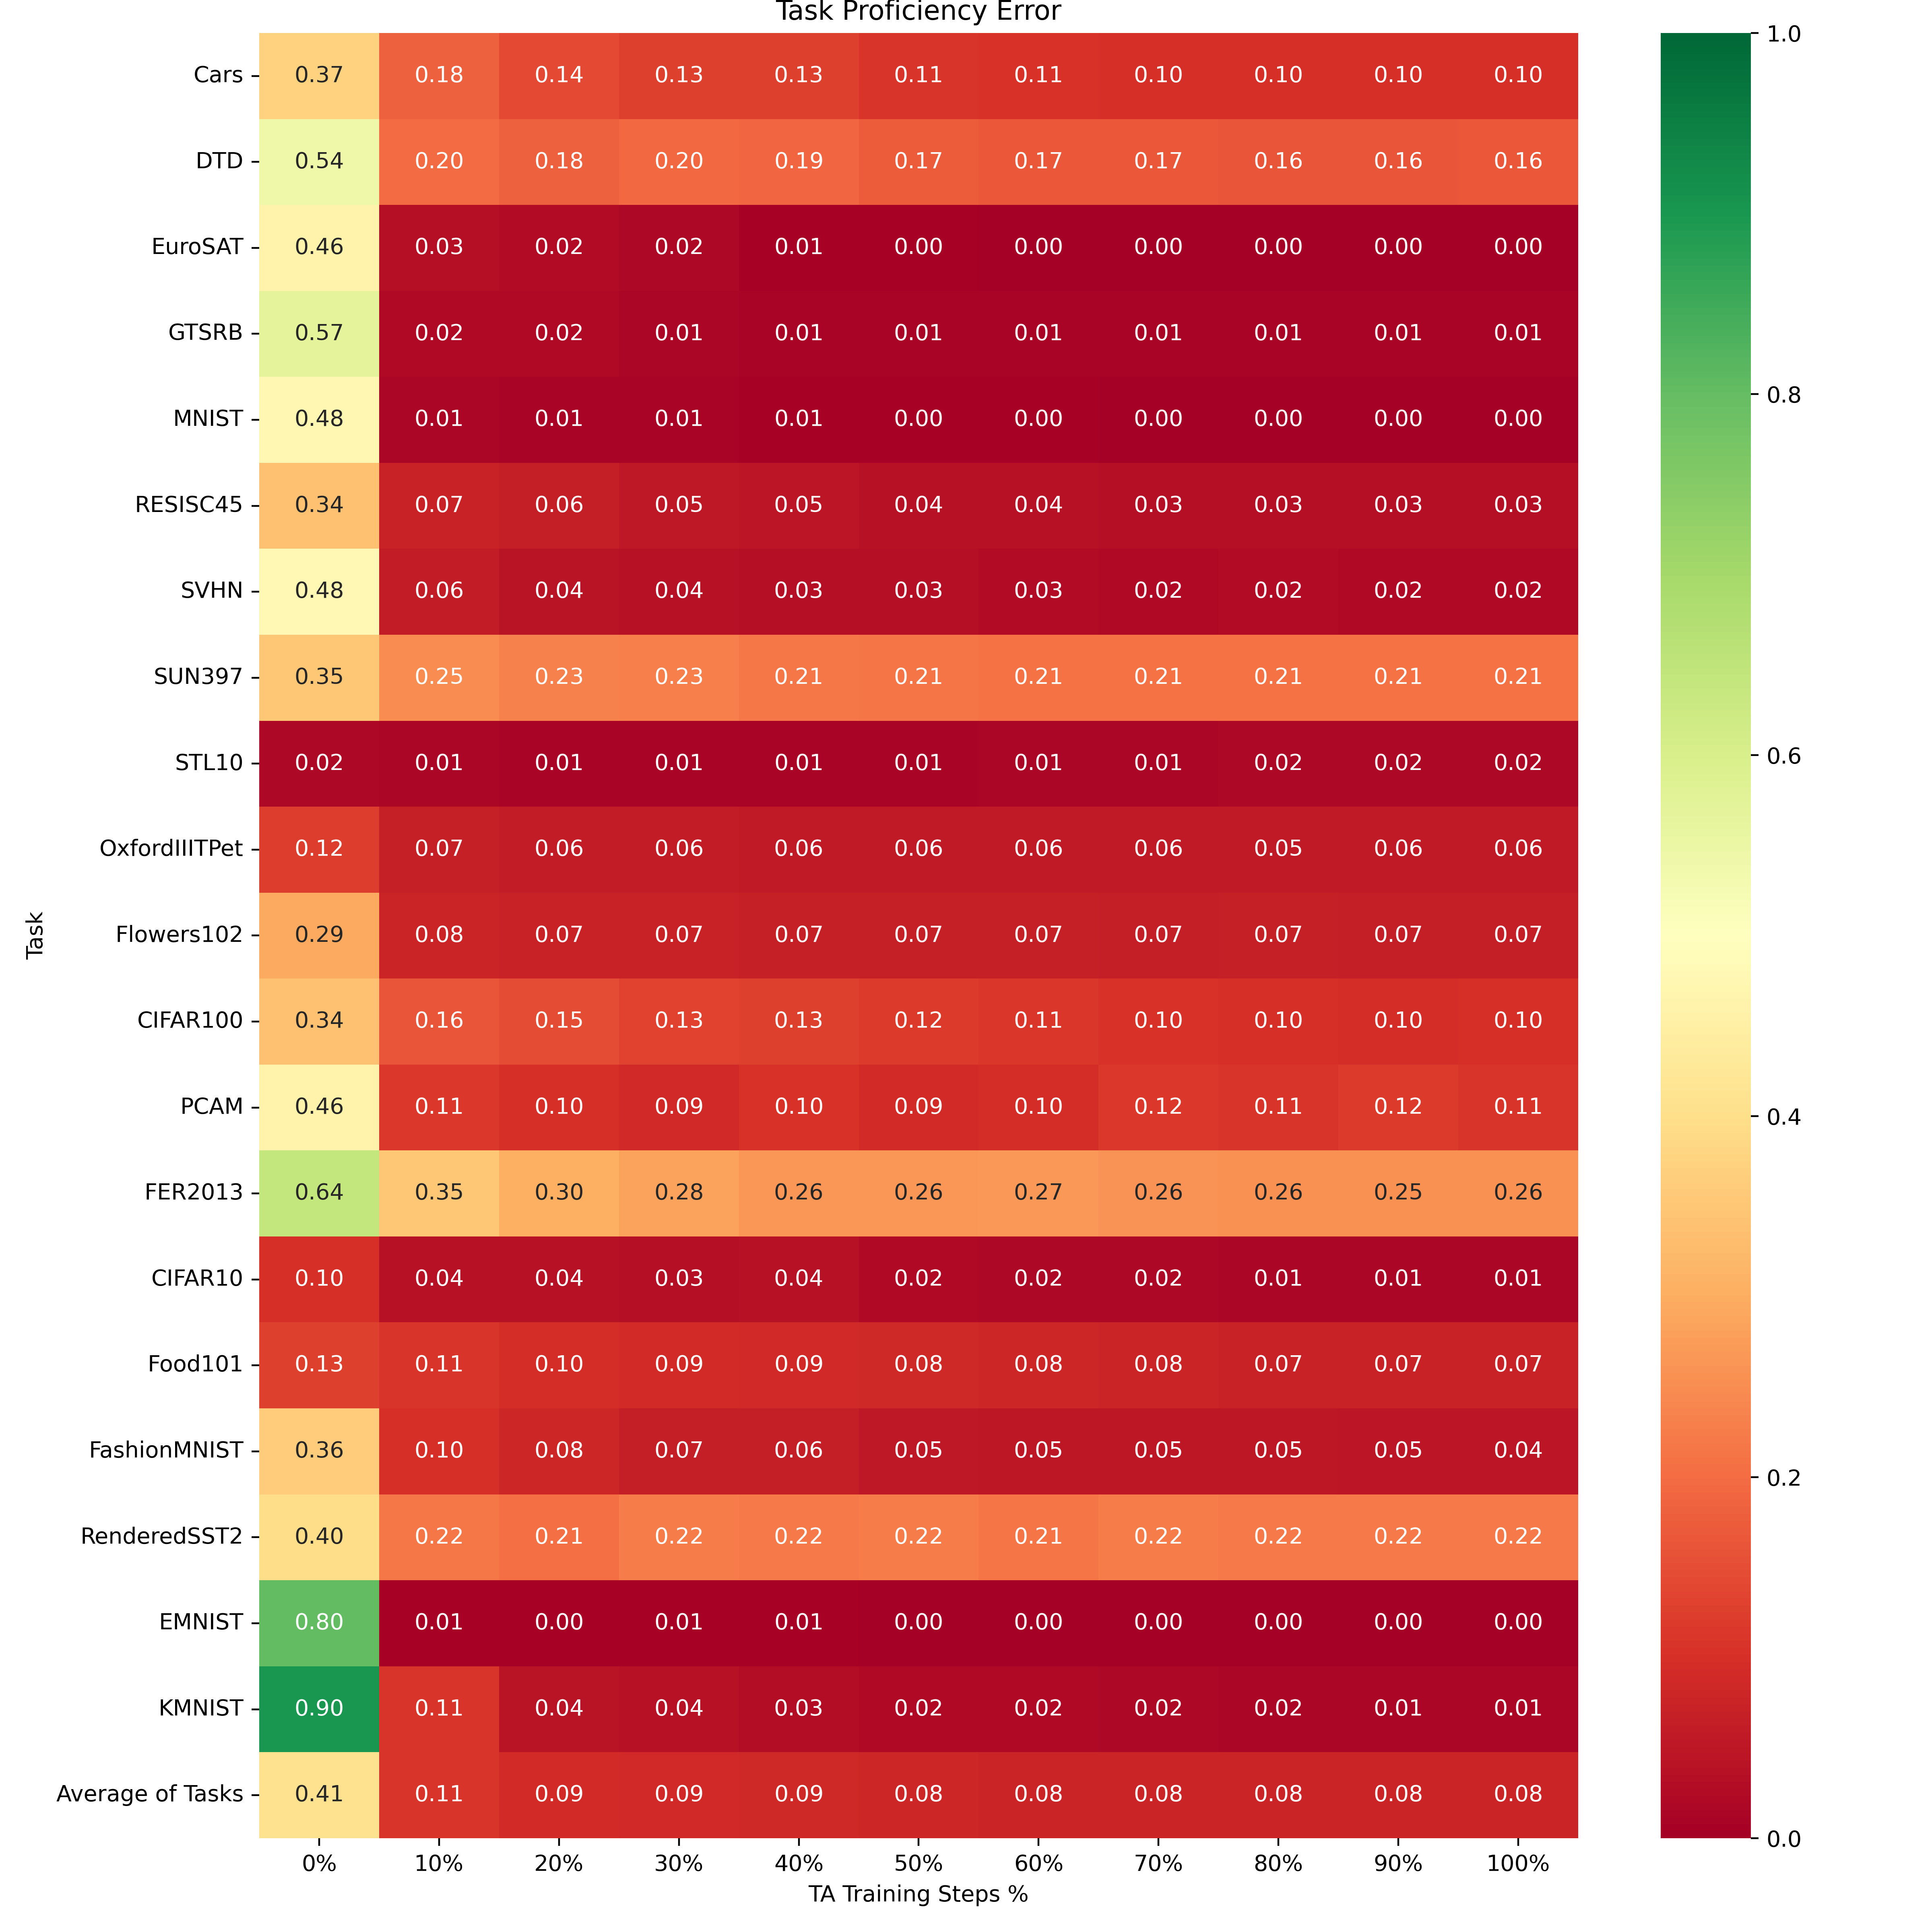 Task Proficiency Error
Cars 0.37 0.18 0.14 0.13 0.13 0.11 0.11 0.10 0.10 0.10 0.10
DTD 0.54 0.20 0.18 0.20 0.19 0.17 0.17 0.17 0.16 0.16 0.16
EuroSAT 0.46 0.03 0.02 0.02 0.01 0.00 0.00 0.00 0.00 0.00 0.00
GTSRB 0.57 0.02 0.02 0.01 0.01 0.01 0.01 0.01 0.01 0.01 0.01
MNIST 0.48 0.01 0.01 0.01 0.01 0.00 0.00 0.00 0.00 0.00 0.00
RESISC45 0.34 0.07 0.06 0.05 0.05 0.04 0.04 0.03 0.03 0.03 0.03
SVHN 0.48 0.06 0.04 0.04 0.03 0.03 0.03 0.02 0.02 0.02 0.02
SUN397 0.35 0.25 0.23 0.23 0.21 0.21 0.21 0.21 0.21 0.21 0.21
STL10 0.02 0.01 0.01 0.01 0.01 0.01 0.01 0.01 0.02 0.02 0.02
OxfordIIITPet 0.12 0.07 0.06 0.06 0.06 0.06 0.06 0.06 0.05 0.06 0.06
Flowers102 0.29 0.08 0.07 0.07 0.07 0.07 0.07 0.07 0.07 0.07 0.07
CIFAR100 0.34 0.16 0.15 0.13 0.13 0.12 0.11 0.10 0.10 0.10 0.10
PCAM 0.46 0.11 0.10 0.09 0.10 0.09 0.10 0.12 0.11 0.12 0.11
FER2013 0.64 0.35 0.30 0.28 0.26 0.26 0.27 0.26 0.26 0.25 0.26
CIFAR10 0.10 0.04 0.04 0.03 0.04 0.02 0.02 0.02 0.01 0.01 0.01
Food101 0.13 0.11 0.10 0.09 0.09 0.08 0.08 0.08 0.07 0.07 0.07
FashionMNIST 0.36 0.10 0.08 0.07 0.06 0.05 0.05 0.05 0.05 0.05 0.04
RenderedSST2 0.40 0.22 0.21 0.22 0.22 0.22 0.21 0.22 0.22 0.22 0.22
EMNIST 0.80 0.01 0.00 0.01 0.01 0.00 0.00 0.00 0.00 0.00 0.00
KMNIST 0.90 0.11 0.04 0.04 0.03 0.02 0.02 0.02 0.02 0.01 0.01
Average of Tasks 0.41 0.11 0.09 0.09 0.09 0.08 0.08 0.08 0.08 0.08 0.08
0% 10% 20% 30% 40% 50% 60% 70% 80% 90% 100%
TA Training Steps %
Task
1.0
0.8
0.6
0.4
0.2
0.0